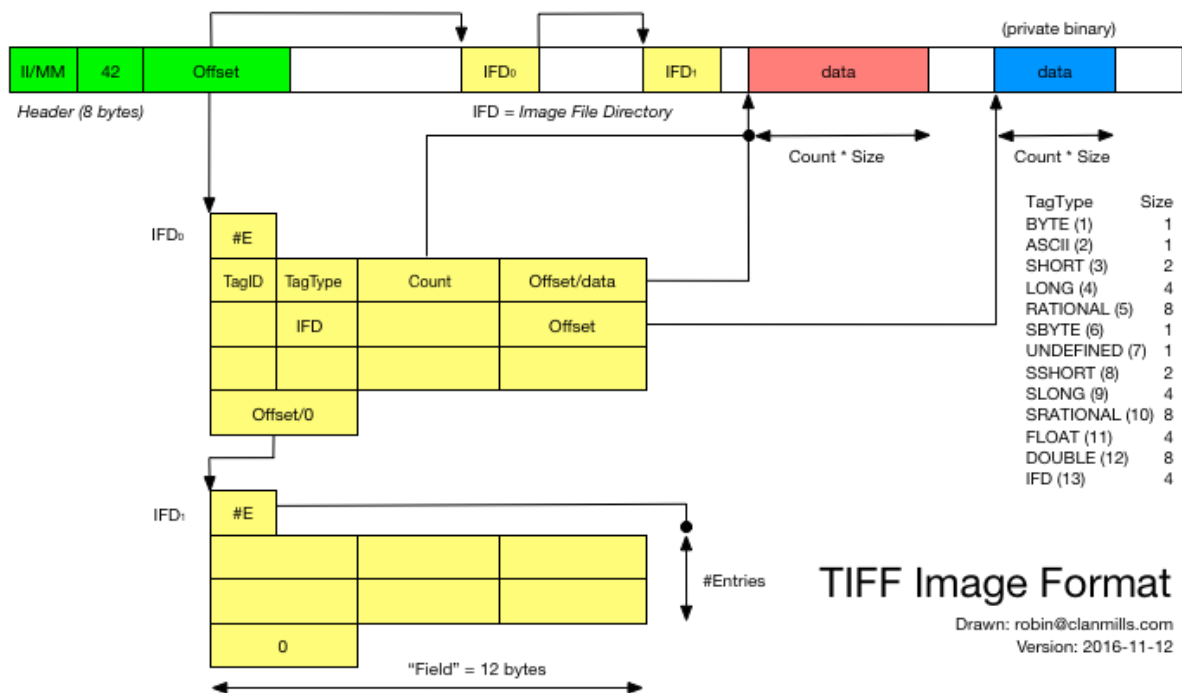 (private binary)
II/MM 42 Offset IFD₀ IFD₁ data data
Header (8 bytes) IFD = Image File Directory
Count * Size Count * Size
TagType Size
BYTE (1) 1
ASCII (2) 1
SHORT (3) 2
LONG (4) 4
RATIONAL (5) 8
SBYTE (6) 1
UNDEFINED (7) 1
SSHORT (8) 2
SLONG (9) 4
SRATIONAL (10) 8
FLOAT (11) 4
DOUBLE (12) 8
IFD (13) 4
IFD₀ #E
TagID TagType Count Offset/data
IFD Offset
Offset/0
IFD₁ #E
#Entries
0
"Field" = 12 bytes
TIFF Image Format
Drawn: robin@clanmills.com
Version: 2016-11-12